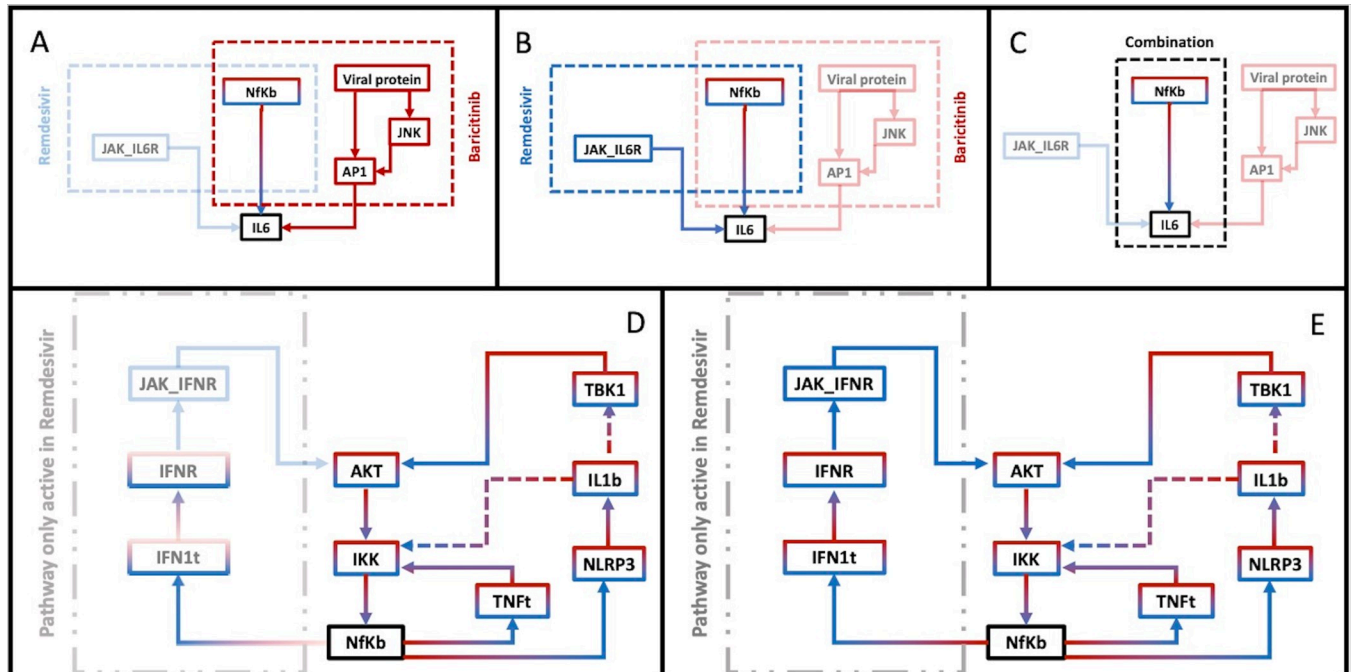 A
Remdesivir
NfKb
Viral protein
JNK
JAK_IL6R
AP1
IL6
Baricitinib
B
Remdesivir
NfKb
Viral protein
JNK
JAK_IL6R
AP1
IL6
Baricitinib
C
Combination
NfKb
Viral protein
JNK
JAK_IL6R
AP1
IL6
D
Pathway only active in Remdesivir
JAK_IFNR
TBK1
IFNR
AKT
IL1b
IFN1t
IKK
NLRP3
TNFt
NfKb
E
Pathway only active in Remdesivir
JAK_IFNR
TBK1
IFNR
AKT
IL1b
IFN1t
IKK
NLRP3
TNFt
NfKb